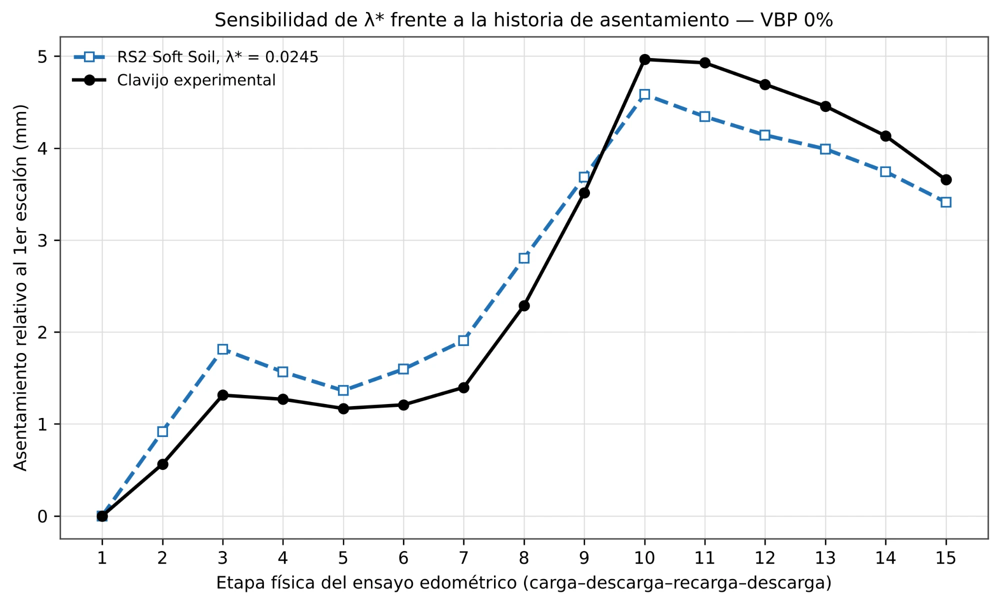 Sensibilidad de λ* frente a la historia de asentamiento — VBP 0%
RS2 Soft Soil, λ* = 0.0245
Clavijo experimental
Asentamiento relativo al 1er escalón (mm)
5
4
3
2
1
0
1 2 3 4 5 6 7 8 9 10 11 12 13 14 15
Etapa física del ensayo edométrico (carga–descarga–recarga–descarga)